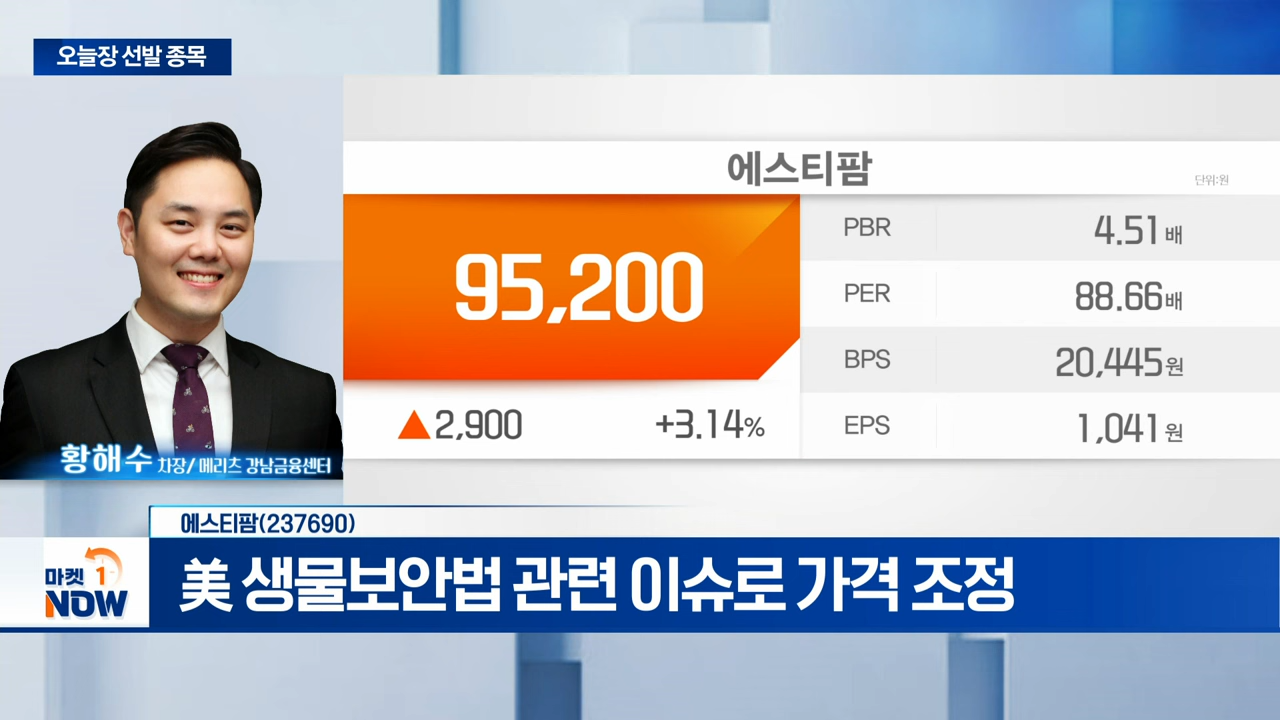 오늘장 선발 종목
에스티팜
단위:원
95,200
▲2,900 +3.14%
PBR 4.51배
PER 88.66배
BPS 20,445원
EPS 1,041원
황해수 차장/ 메리츠 강남금융센터
에스티팜(237690)
마켓 1
NOW
美 생물보안법 관련 이슈로 가격 조정